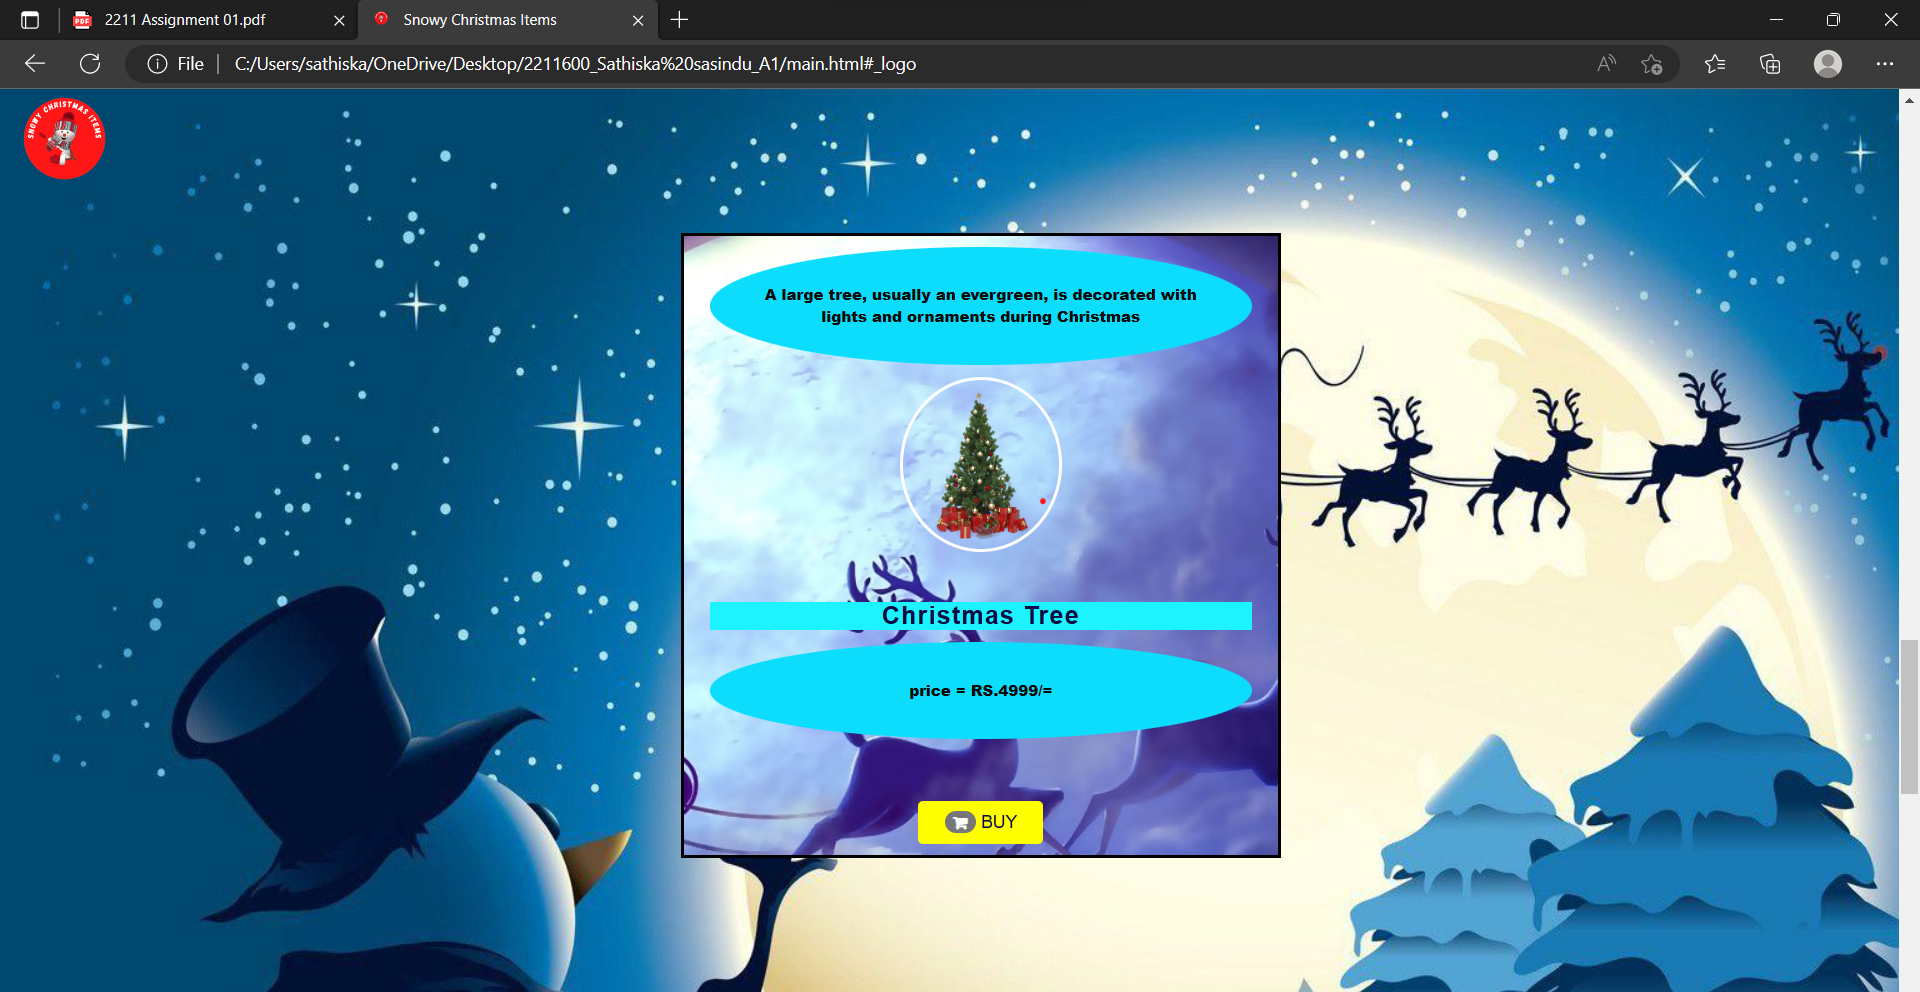 2211 Assignment 01.pdf
Snowy Christmas Items
File
C:/Users/sathiska/OneDrive/Desktop/2211600_Sathiska%20sasindu_A1/main.html#_logo
SNOWY CHRISTMAS ITEMS
A large tree, usually an evergreen, is decorated with
lights and ornaments during Christmas
Christmas Tree
price = RS.4999/=
BUY